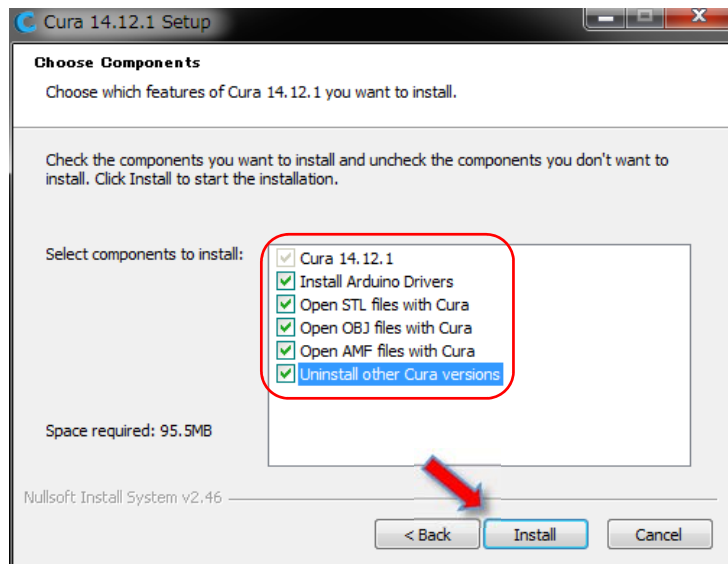 Cura 14.12.1 Setup
Choose Components
Choose which features of Cura 14.12.1 you want to install.
Check the components you want to install and uncheck the components you don't want to
install. Click Install to start the installation.
Select components to install:
Cura 14.12.1
Install Arduino Drivers
Open STL files with Cura
Open OBJ files with Cura
Open AMF files with Cura
Uninstall other Cura versions
Space required: 95.5MB
Nullsoft Install System v2.46
< Back
Install
Cancel